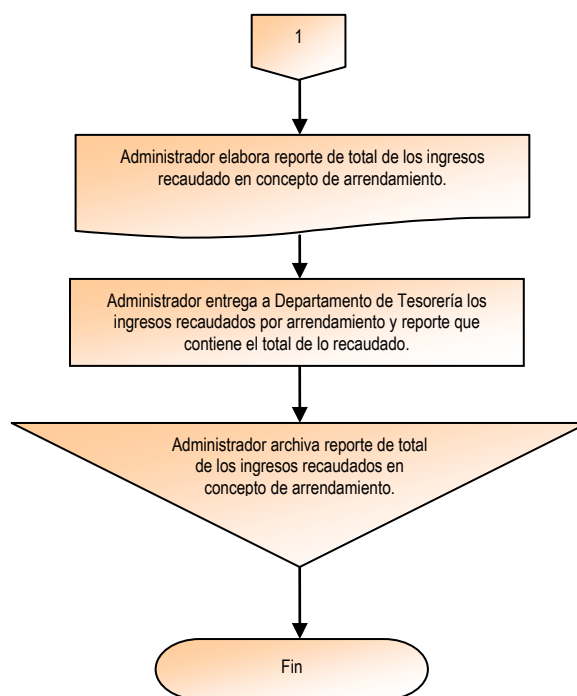 1
Administrador elabora reporte de total de los ingresos
recaudado en concepto de arrendamiento.
Administrador entrega a Departamento de Tesorería los
ingresos recaudados por arrendamiento y reporte que
contiene el total de lo recaudado.
Administrador archiva reporte de total
de los ingresos recaudados en
concepto de arrendamiento.
Fin